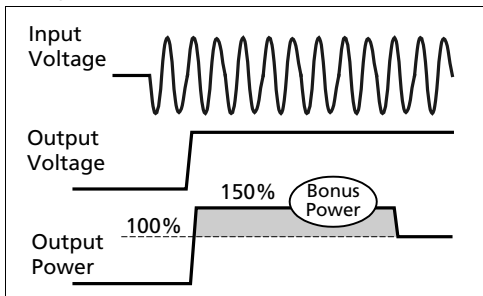 Input
Voltage
Output
Voltage
150%
Bonus
Power
100%
Output
Power